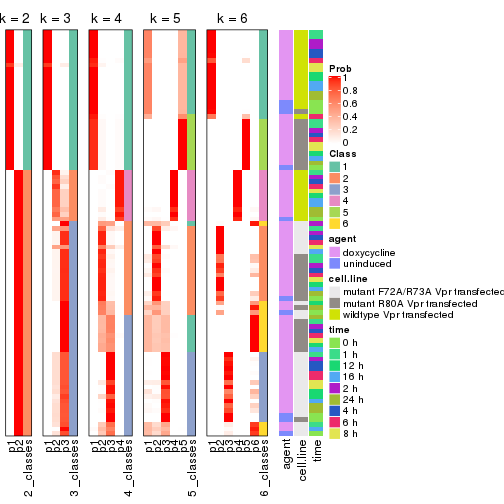 k = 2
k = 3
k = 4
k = 5
k = 6
Prob
1
0.8
0.6
0.4
0.2
0
Class
1
2
3
4
5
6
agent
doxycycline
uninduced
cell.line
mutant F72A/R73A Vpr transfected
mutant R80A Vpr transfected
wildtype Vpr transfected
time
0 h
1 h
12 h
16 h
2 h
24 h
4 h
6 h
8 h
p1
p2
2_classes
p1
p2
p3
3_classes
p1
p2
p3
p4
4_classes
p1
p2
p3
p4
p5
5_classes
p1
p2
p3
p4
p5
p6
6_classes
agent
cell.line
time